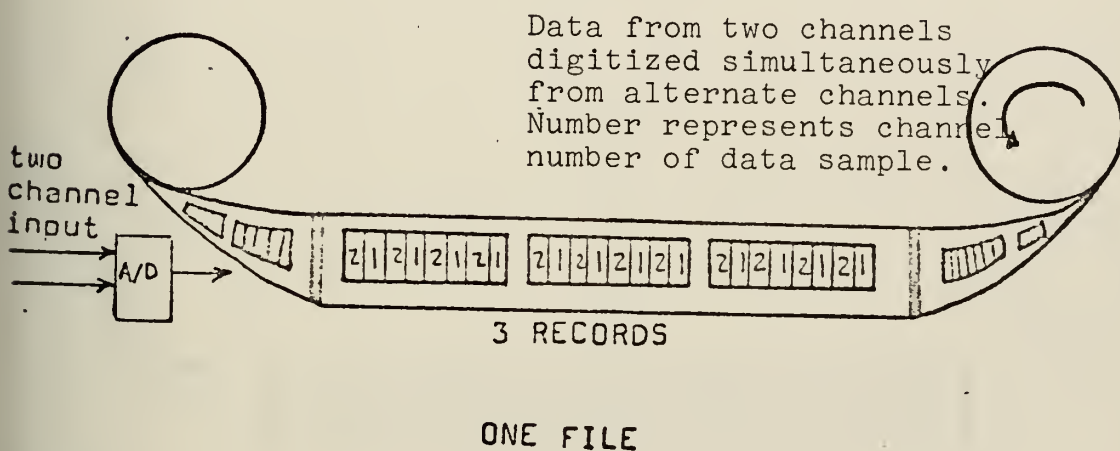 Data from two channels
digitized simultaneously
from alternate channels.
Number represents channel
number of data sample.
two
channel
input
A/D
2 1 2 1 2 1 2 1 2 1 2 1 2 1 2 1 2 1 2 1 2 1 2 1
3 RECORDS
ONE FILE